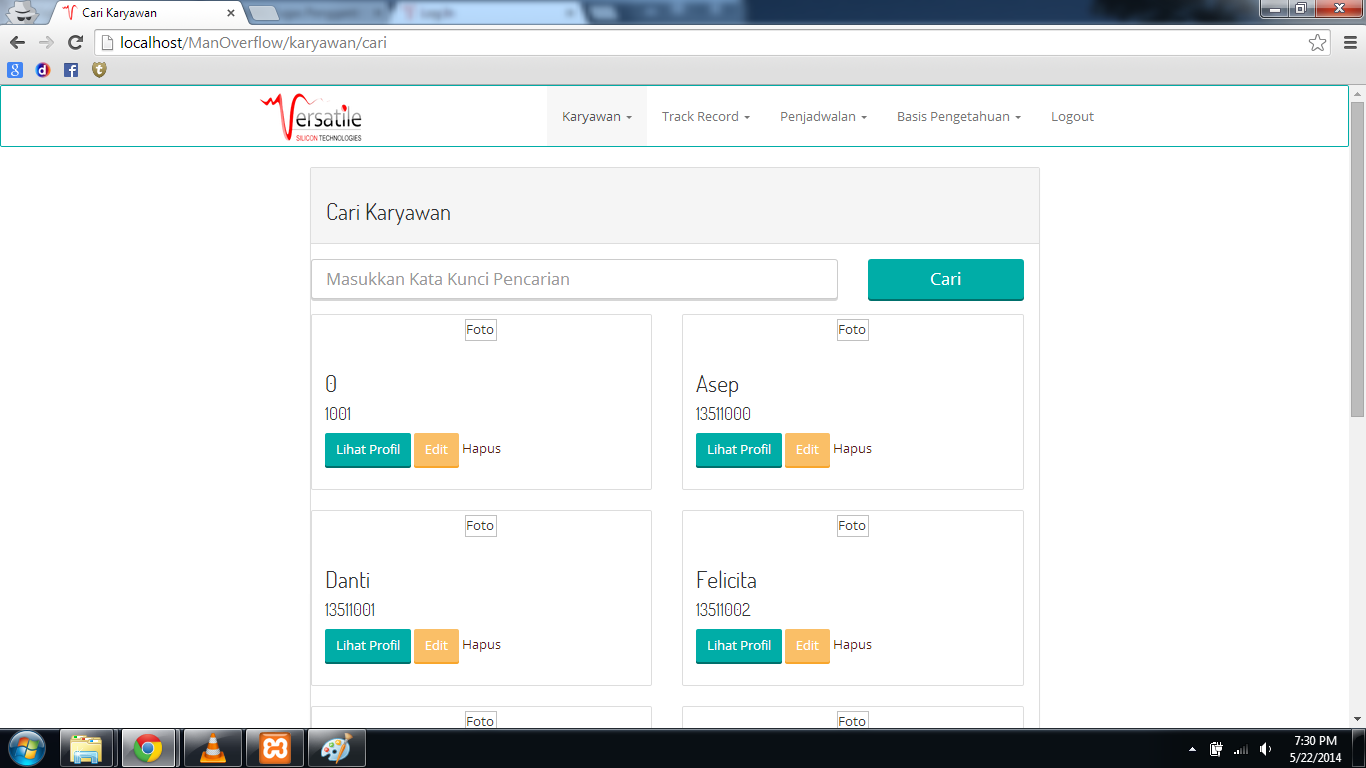 Cari Karyawan
Log In
localhost/ManOverflow/karyawan/cari
Versatile
SILICON TECHNOLOGIES
Karyawan Track Record Penjadwalan Basis Pengetahuan Logout
Cari Karyawan
Masukkan Kata Kunci Pencarian Cari
Foto Foto
0 Asep
1001 13511000
Lihat Profil Edit Hapus Lihat Profil Edit Hapus
Foto Foto
Danti Felicita
13511001 13511002
Lihat Profil Edit Hapus Lihat Profil Edit Hapus
Foto Foto
7:30 PM
5/22/2014